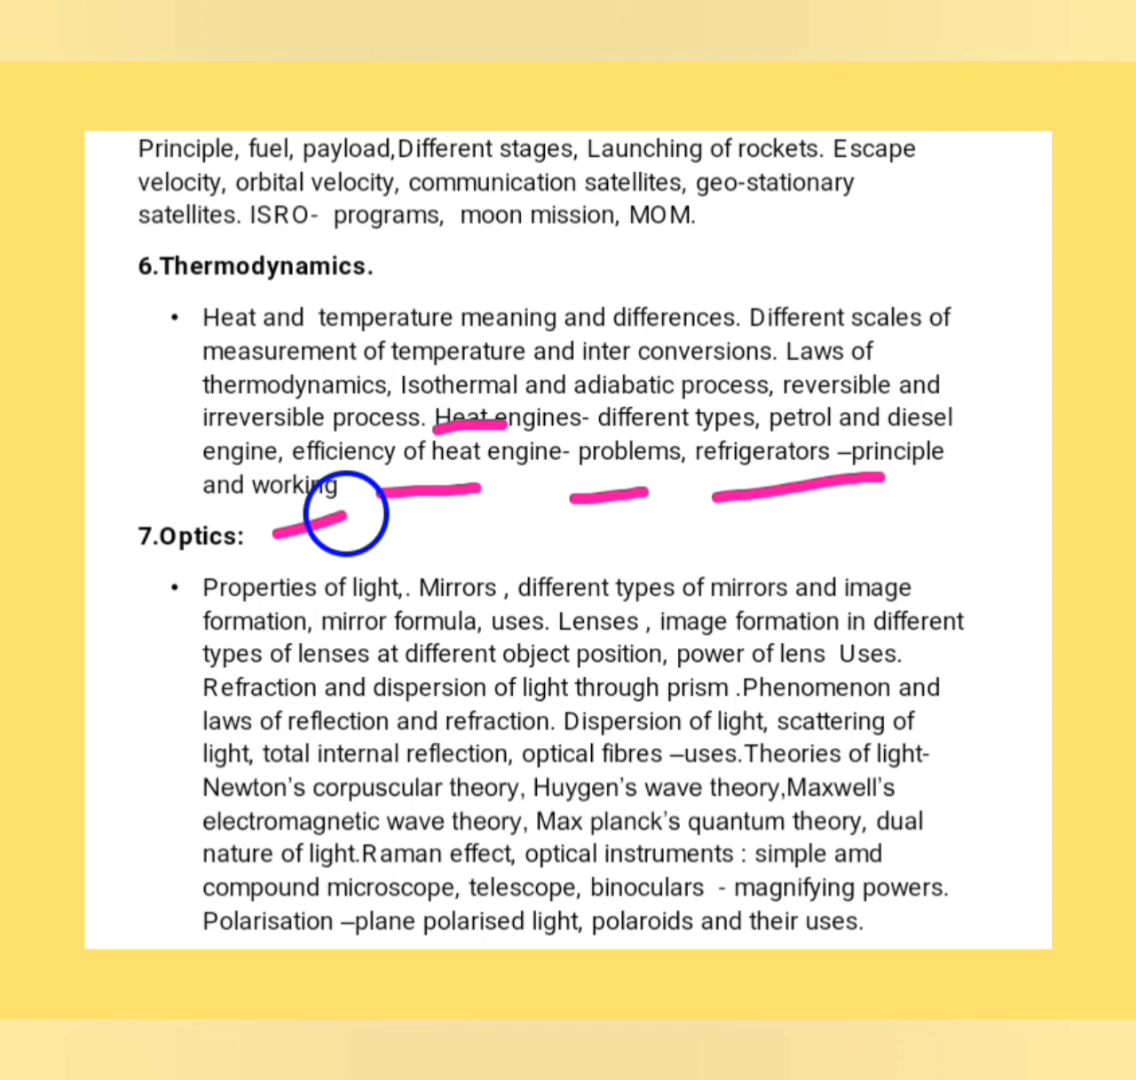 Principle, fuel, payload,Different stages, Launching of rockets. Escape
velocity, orbital velocity, communication satellites, geo-stationary
satellites. ISRO- programs, moon mission, MOM.
6.Thermodynamics.
• Heat and temperature meaning and differences. Different scales of
measurement of temperature and inter conversions. Laws of
thermodynamics, Isothermal and adiabatic process, reversible and
irreversible process. Heat engines- different types, petrol and diesel
engine, efficiency of heat engine- problems, refrigerators –principle
and working
7.Optics:
• Properties of light,. Mirrors , different types of mirrors and image
formation, mirror formula, uses. Lenses , image formation in different
types of lenses at different object position, power of lens Uses.
Refraction and dispersion of light through prism .Phenomenon and
laws of reflection and refraction. Dispersion of light, scattering of
light, total internal reflection, optical fibres –uses.Theories of light-
Newton's corpuscular theory, Huygen's wave theory,Maxwell's
electromagnetic wave theory, Max planck's quantum theory, dual
nature of light.Raman effect, optical instruments : simple amd
compound microscope, telescope, binoculars - magnifying powers.
Polarisation –plane polarised light, polaroids and their uses.